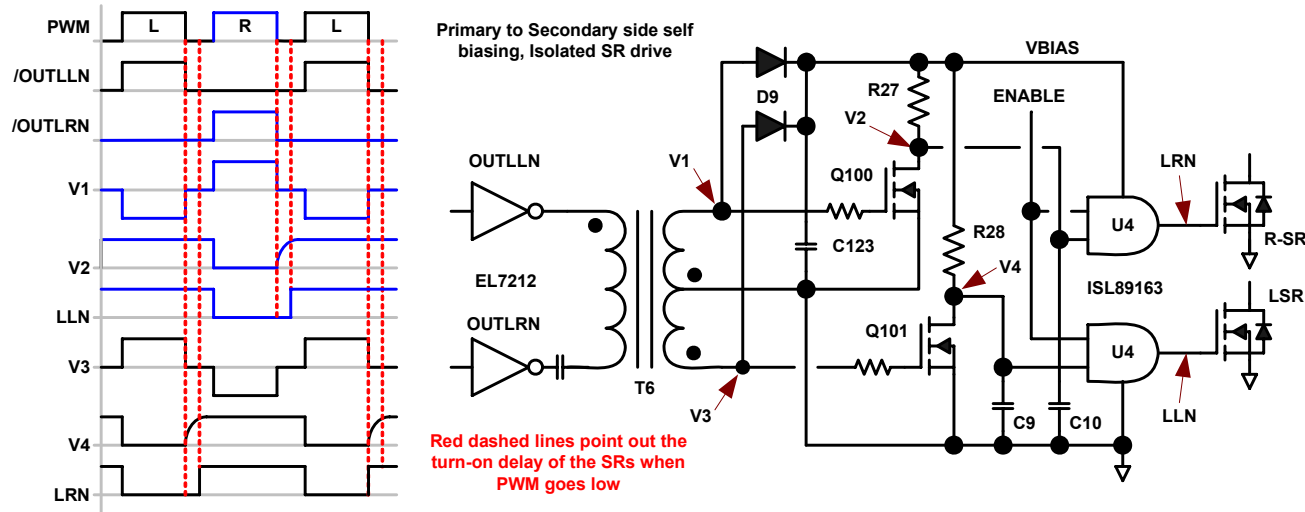 PWM
L
R
L
/OUTLLN
/OUTLRN
V1
V2
LLN
V3
V4
LRN
Primary to Secondary side self
biasing, Isolated SR drive
VBIAS
R27
D9
ENABLE
V2
V1
OUTLLN
Q100
LRN
U4
R-SR
C123
R28
V4
EL7212
ISL89163
LSR
OUTLRN
Q101
U4
T6
V3
C9
C10
LLN
Red dashed lines point out the
turn-on delay of the SRs when
PWM goes low